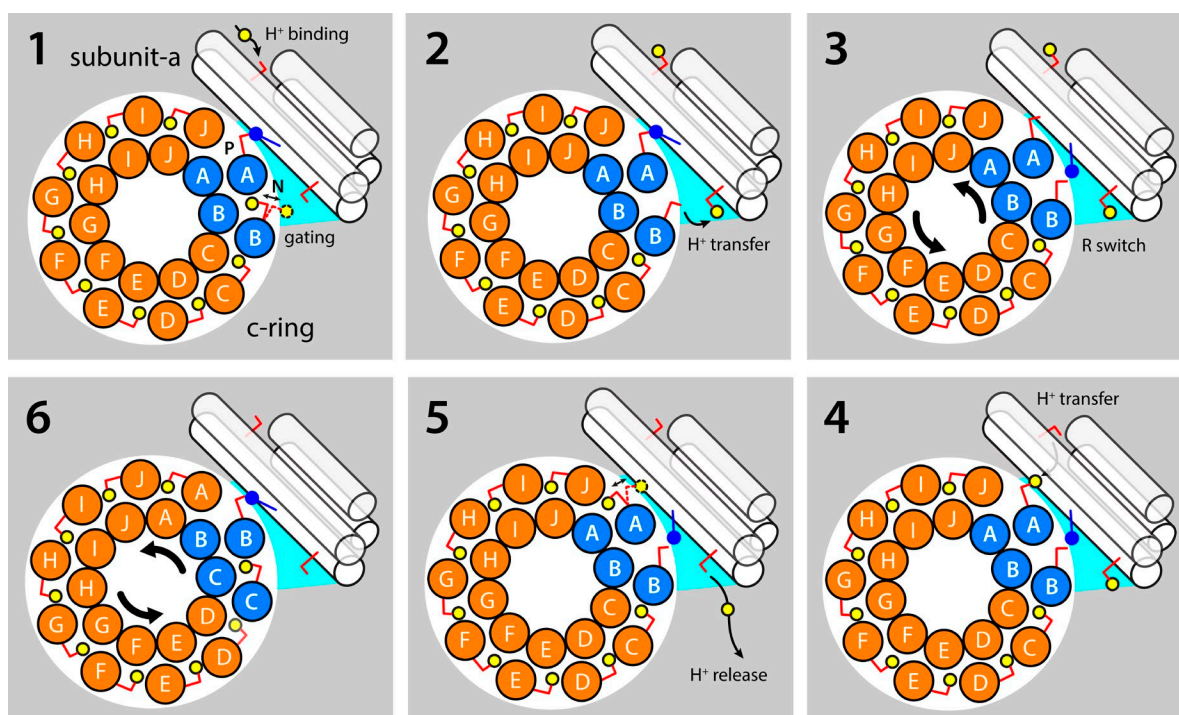 1
H⁺ binding
subunit-a
I J
H I J P A A
G H N B
G B gating
F F E D C C
E D
c-ring
2
I J
H I J A A
G H B
G B H⁺ transfer
F F E D C C
E D
3
I J
H I J A A
G H B B
G C R switch
F F E D C
E D
6
J A
I J A B B
H I C
H C
G G F E D D
F E
5
I J
H I J A A
G H B B
G C
F F E D C
E D
H⁺ release
4
H⁺ transfer
I J
H I J A A
G H B B
G C
F F E D C
E D